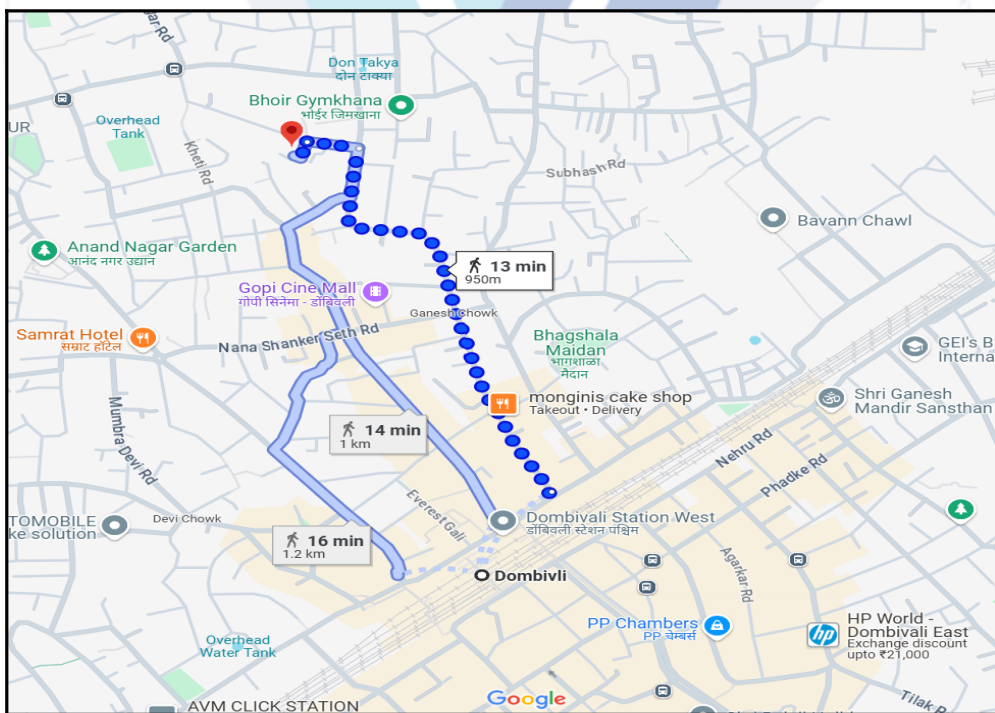 Don Takya
दोन टाक्या
Bhoir Gymkhana
भोईर जिमखाना
Overhead
Tank
Kheti Rd
Subhash Rd
Bavann Chawl
Anand Nagar Garden
आनंद नगर उद्यान
13 min
950m
Gopi Cine Mall
गोपी सिनेमा - डोंबिवली
Ganesh Chowk
Samrat Hotel
सम्राट हॉटेल
Nana Shanker Seth Rd
Bhagshala
Maidan
भागशाळा
मैदान
GEI's B
Interna
monginis cake shop
Takeout • Delivery
Shri Ganesh
Mandir Sansthan
Mumbra Devi Rd
14 min
1 km
Nehru Rd
Phadke Rd
Everest Gali
Devi Chowk
TOMOBILE
ke solution
Dombivali Station West
डोंबिवली स्टेशन पश्चिम
16 min
1.2 km
Dombivli
Agarkar Rd
PP Chambers
PP चेम्बर्स
hp
HP World -
Dombivali East
Exchange discount
upto ₹21,000
Overhead
Water Tank
Google
AVM CLICK STATION
Tilak R